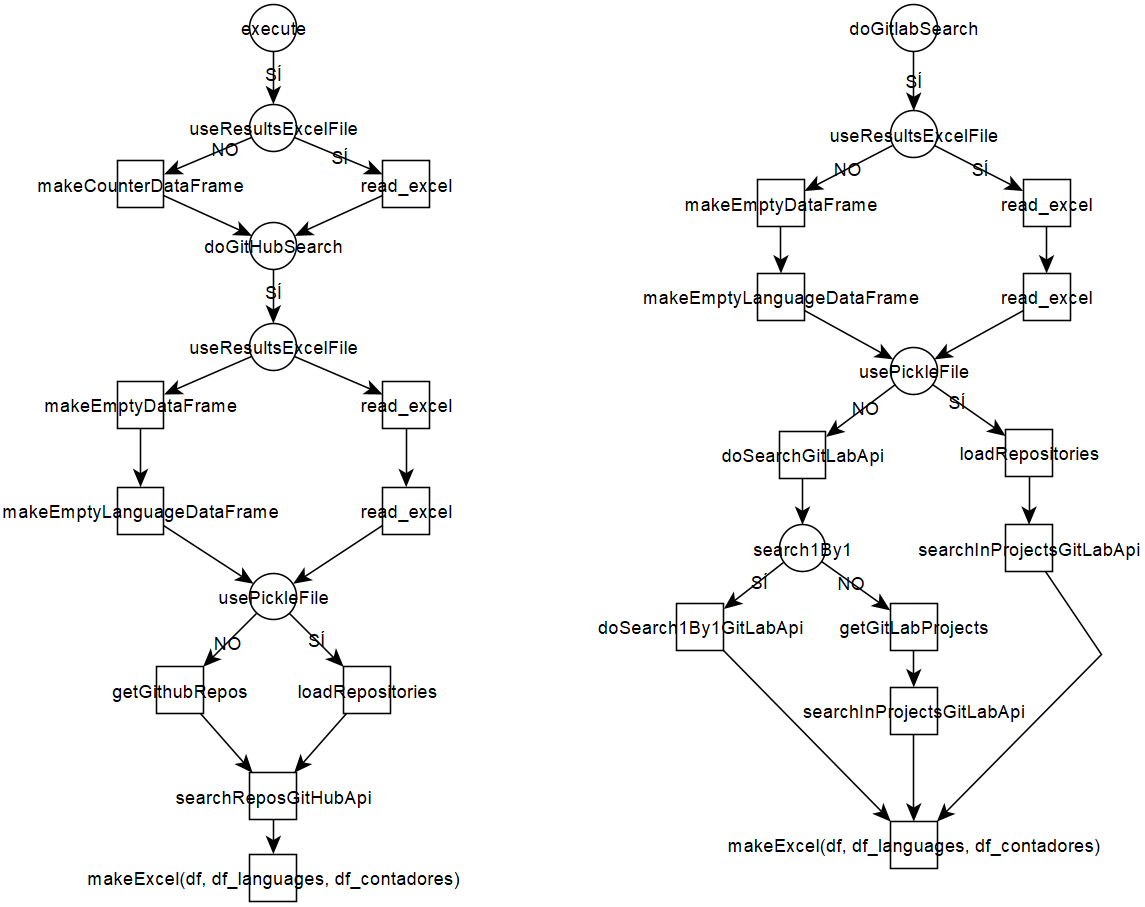 execute
SÍ
useResultsExcelFile
NO
SÍ
makeCounterDataFrame
read_excel
doGitHubSearch
SÍ
useResultsExcelFile
makeEmptyDataFrame
read_excel
makeEmptyLanguageDataFrame
read_excel
usePickleFile
NO
SÍ
getGithubRepos
loadRepositories
searchReposGitHubApi
makeExcel(df, df_languages, df_contadores)
doGitlabSearch
SÍ
useResultsExcelFile
NO
SÍ
makeEmptyDataFrame
read_excel
makeEmptyLanguageDataFrame
read_excel
usePickleFile
NO
SÍ
doSearchGitLabApi
loadRepositories
search1By1
searchInProjectsGitLabApi
SÍ
NO
doSearch1By1GitLabApi
getGitLabProjects
searchInProjectsGitLabApi
makeExcel(df, df_languages, df_contadores)